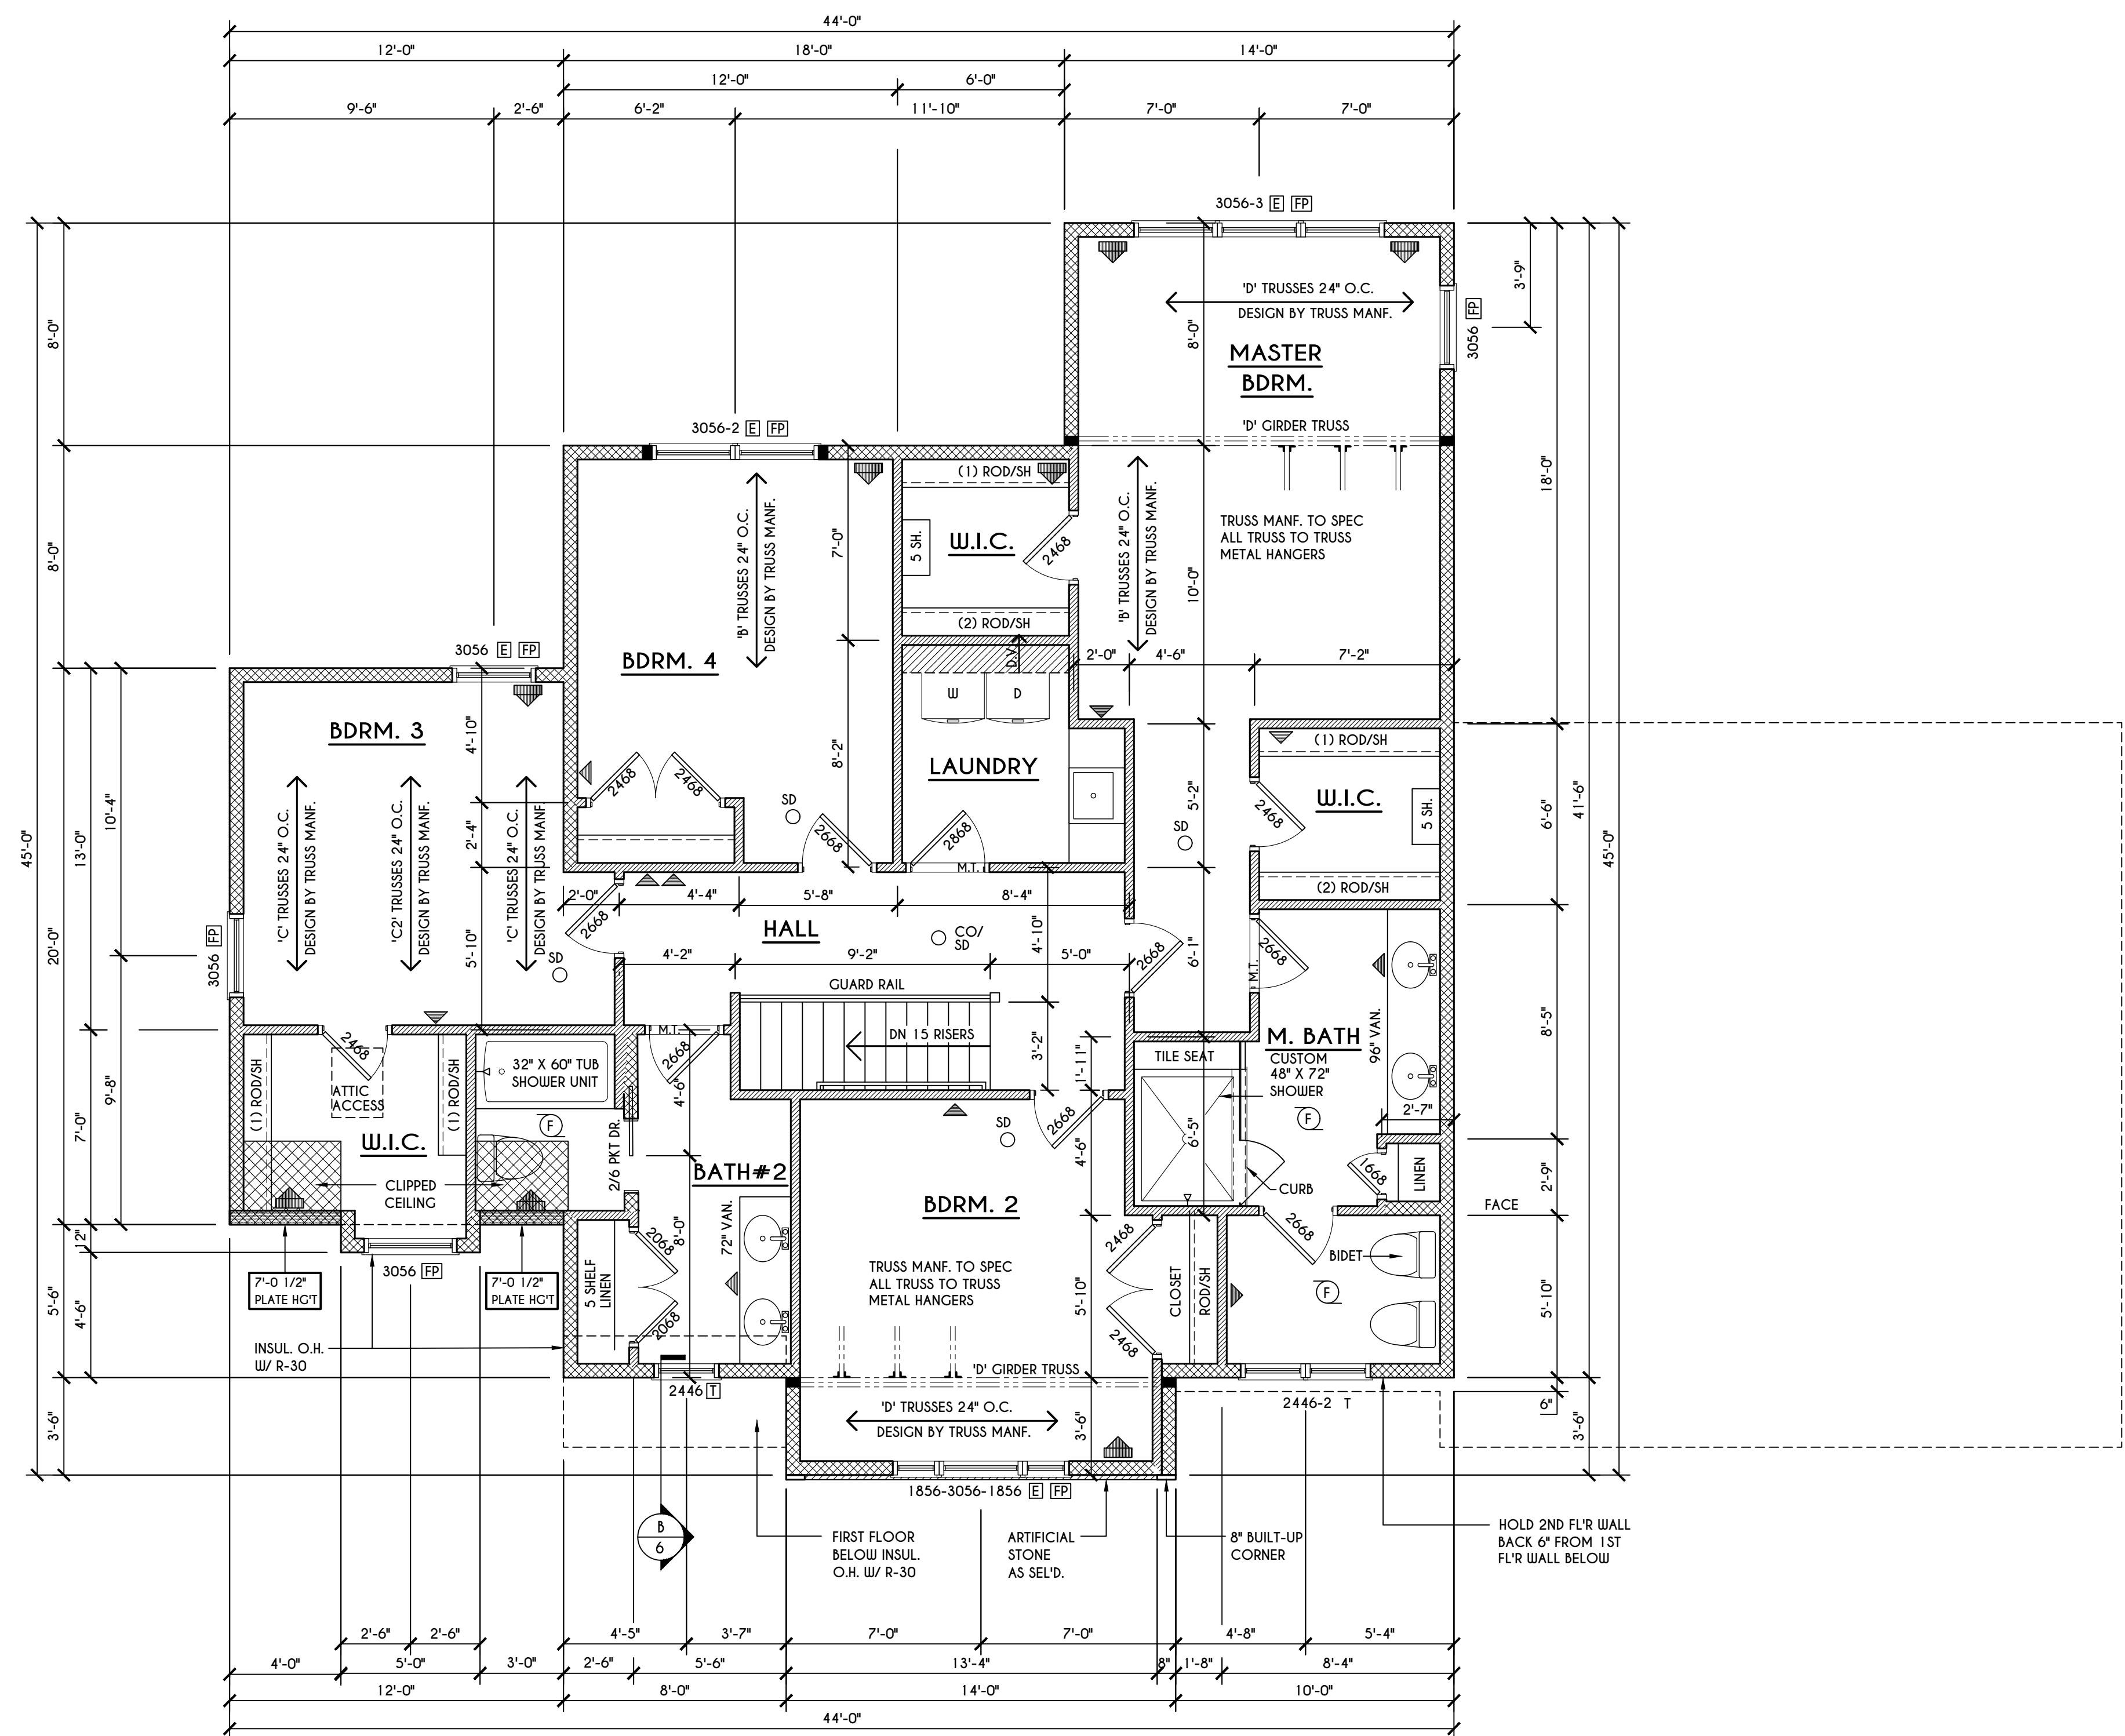 44'-0"
12'-0"
18'-0"
14'-0"
12'-0"
6'-0"
9'-6"
2'-6"
6'-2"
11'-10"
7'-0"
7'-0"
3056-3 E FP
3'-9"
3056 FP
'D' TRUSSES 24" O.C.
DESIGN BY TRUSS MANF.
8'-0"
8'-0"
MASTER
BDRM.
'D' GIRDER TRUSS
3056-2 E FP
(1) ROD/SH
W.I.C.
5 SH.
2468
(2) ROD/SH
'B' TRUSSES 24" O.C.
DESIGN BY TRUSS MANF.
7'-0"
'B' TRUSSES 24" O.C.
DESIGN BY TRUSS MANF.
10'-0"
TRUSS MANF. TO SPEC
ALL TRUSS TO TRUSS
METAL HANGERS
18'-0"
8'-0"
45'-0"
41'-6"
45'-0"
3056 E FP
BDRM. 4
D.V.
2'-0"
4'-6"
7'-2"
W
D
BDRM. 3
4'-10"
8'-2"
LAUNDRY
2468
2468
SD
2668
2868
M.T.
(1) ROD/SH
W.I.C.
5 SH.
2468
(2) ROD/SH
5'-2"
SD
6'-6"
10'-4"
13'-0"
20'-0"
'C' TRUSSES 24" O.C.
DESIGN BY TRUSS MANF.
'C2' TRUSSES 24" O.C.
DESIGN BY TRUSS MANF.
'C' TRUSSES 24" O.C.
DESIGN BY TRUSS MANF.
2'-4"
5'-10"
3056 FP
SD
2668
2'-0"
4'-4"
5'-8"
8'-4"
HALL
CO/
SD
4'-10"
4'-2"
9'-2"
5'-0"
2668
6'-1"
2668
M.T.
GUARD RAIL
DN 15 RISERS
3'-2"
1'-11"
TILE SEAT
M. BATH
CUSTOM
48" X 72"
SHOWER
96" VAN.
8'-5"
F
2'-7"
2468
ATTIC
ACCESS
(1) ROD/SH
(1) ROD/SH
W.I.C.
32" X 60" TUB
SHOWER UNIT
F
M.T.
2668
4'-6"
2/6 PKT DR.
9'-8"
7'-0"
CLIPPED
CEILING
BATH#2
SD
2668
4'-6"
6'-5"
CURB
1668
LINEN
2'-9"
FACE
BDRM. 2
12"
3056 FP
7'-0 1/2"
PLATE HG'T
7'-0 1/2"
PLATE HG'T
5 SHELF
LINEN
2068
2068
8'-0"
72" VAN.
TRUSS MANF. TO SPEC
ALL TRUSS TO TRUSS
METAL HANGERS
5'-10"
2468
2468
CLOSET
ROD/SH
2668
BIDET
F
5'-10"
5'-6"
4'-6"
INSUL. O.H.
W/ R-30
'D' GIRDER TRUSS
2446 T
2446-2 T
6"
3'-6"
3'-6"
3'-6"
'D' TRUSSES 24" O.C.
DESIGN BY TRUSS MANF.
1856-3056-1856 E FP
B
6
FIRST FLOOR
BELOW INSUL.
O.H. W/ R-30
ARTIFICIAL
STONE
AS SEL'D.
8" BUILT-UP
CORNER
HOLD 2ND FL'R WALL
BACK 6" FROM 1ST
FL'R WALL BELOW
2'-6"
2'-6"
4'-5"
3'-7"
7'-0"
7'-0"
4'-8"
5'-4"
4'-0"
5'-0"
3'-0"
2'-6"
5'-6"
13'-4"
8"
1'-8"
8'-4"
12'-0"
8'-0"
14'-0"
10'-0"
44'-0"